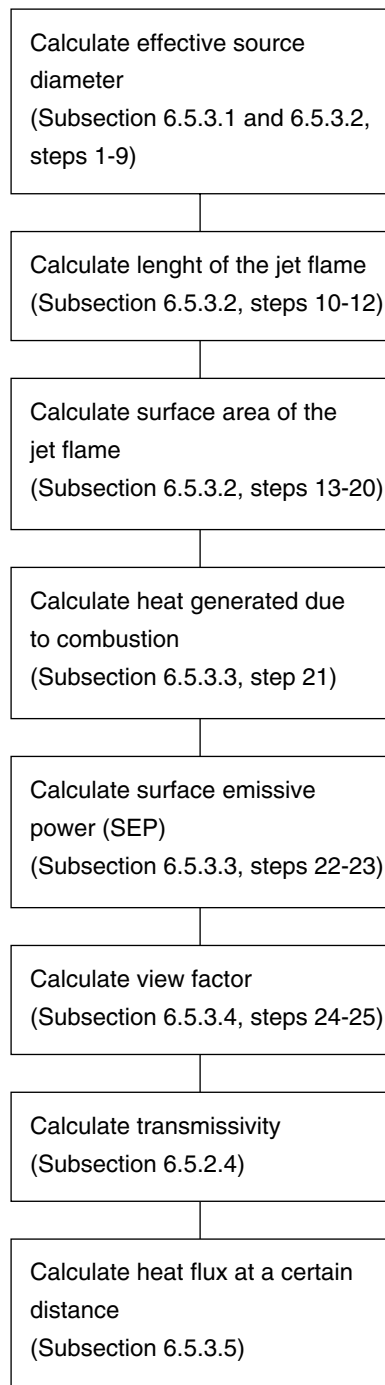 Calculate effective source
diameter
(Subsection 6.5.3.1 and 6.5.3.2,
steps 1-9)
Calculate lenght of the jet flame
(Subsection 6.5.3.2, steps 10-12)
Calculate surface area of the
jet flame
(Subsection 6.5.3.2, steps 13-20)
Calculate heat generated due
to combustion
(Subsection 6.5.3.3, step 21)
Calculate surface emissive
power (SEP)
(Subsection 6.5.3.3, steps 22-23)
Calculate view factor
(Subsection 6.5.3.4, steps 24-25)
Calculate transmissivity
(Subsection 6.5.2.4)
Calculate heat flux at a certain
distance
(Subsection 6.5.3.5)